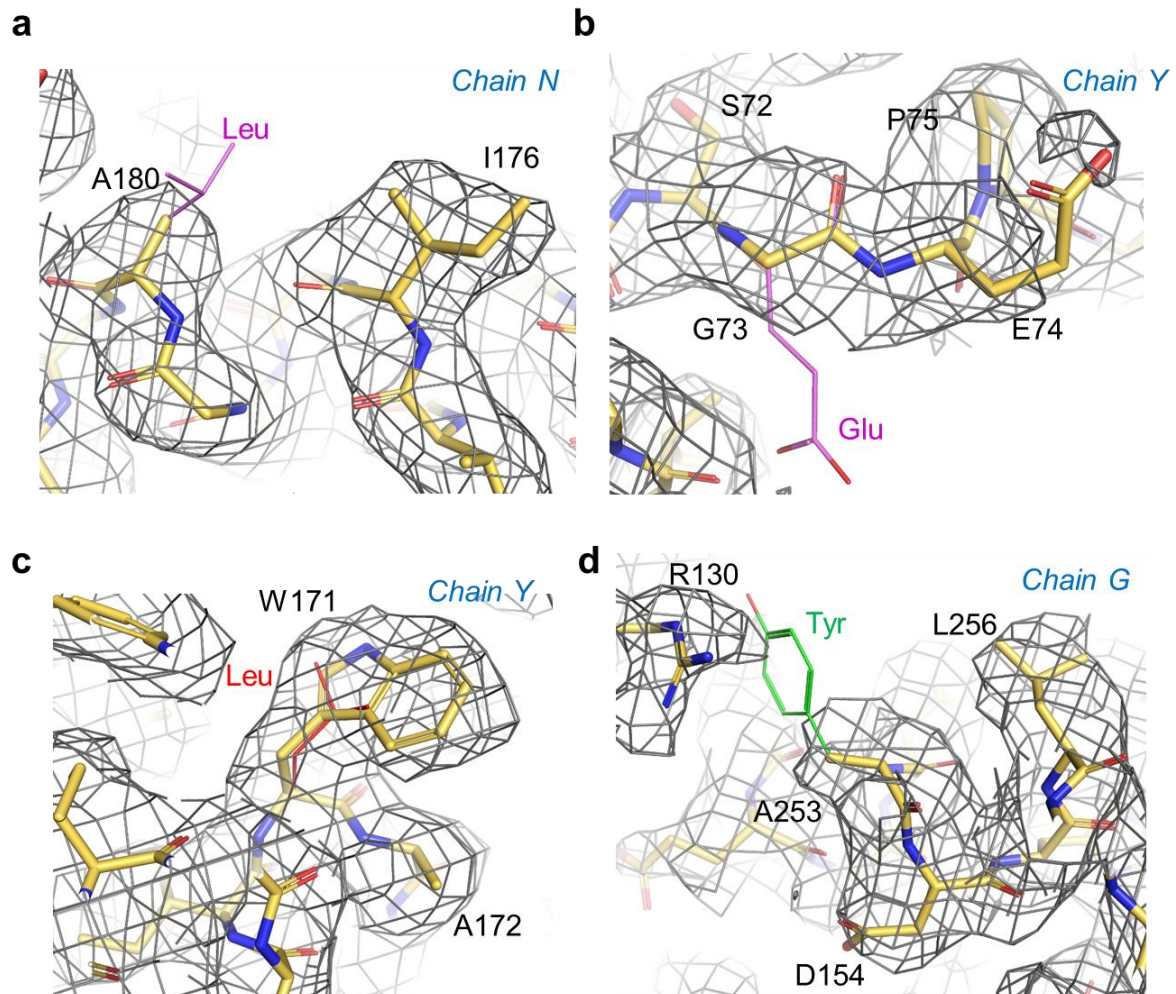 a
Chain N
Leu
A180
I176
b
Chain Y
S72
P75
G73
E74
Glu
c
Chain Y
W171
Leu
A172
d
Chain G
R130
Tyr
L256
A253
D154